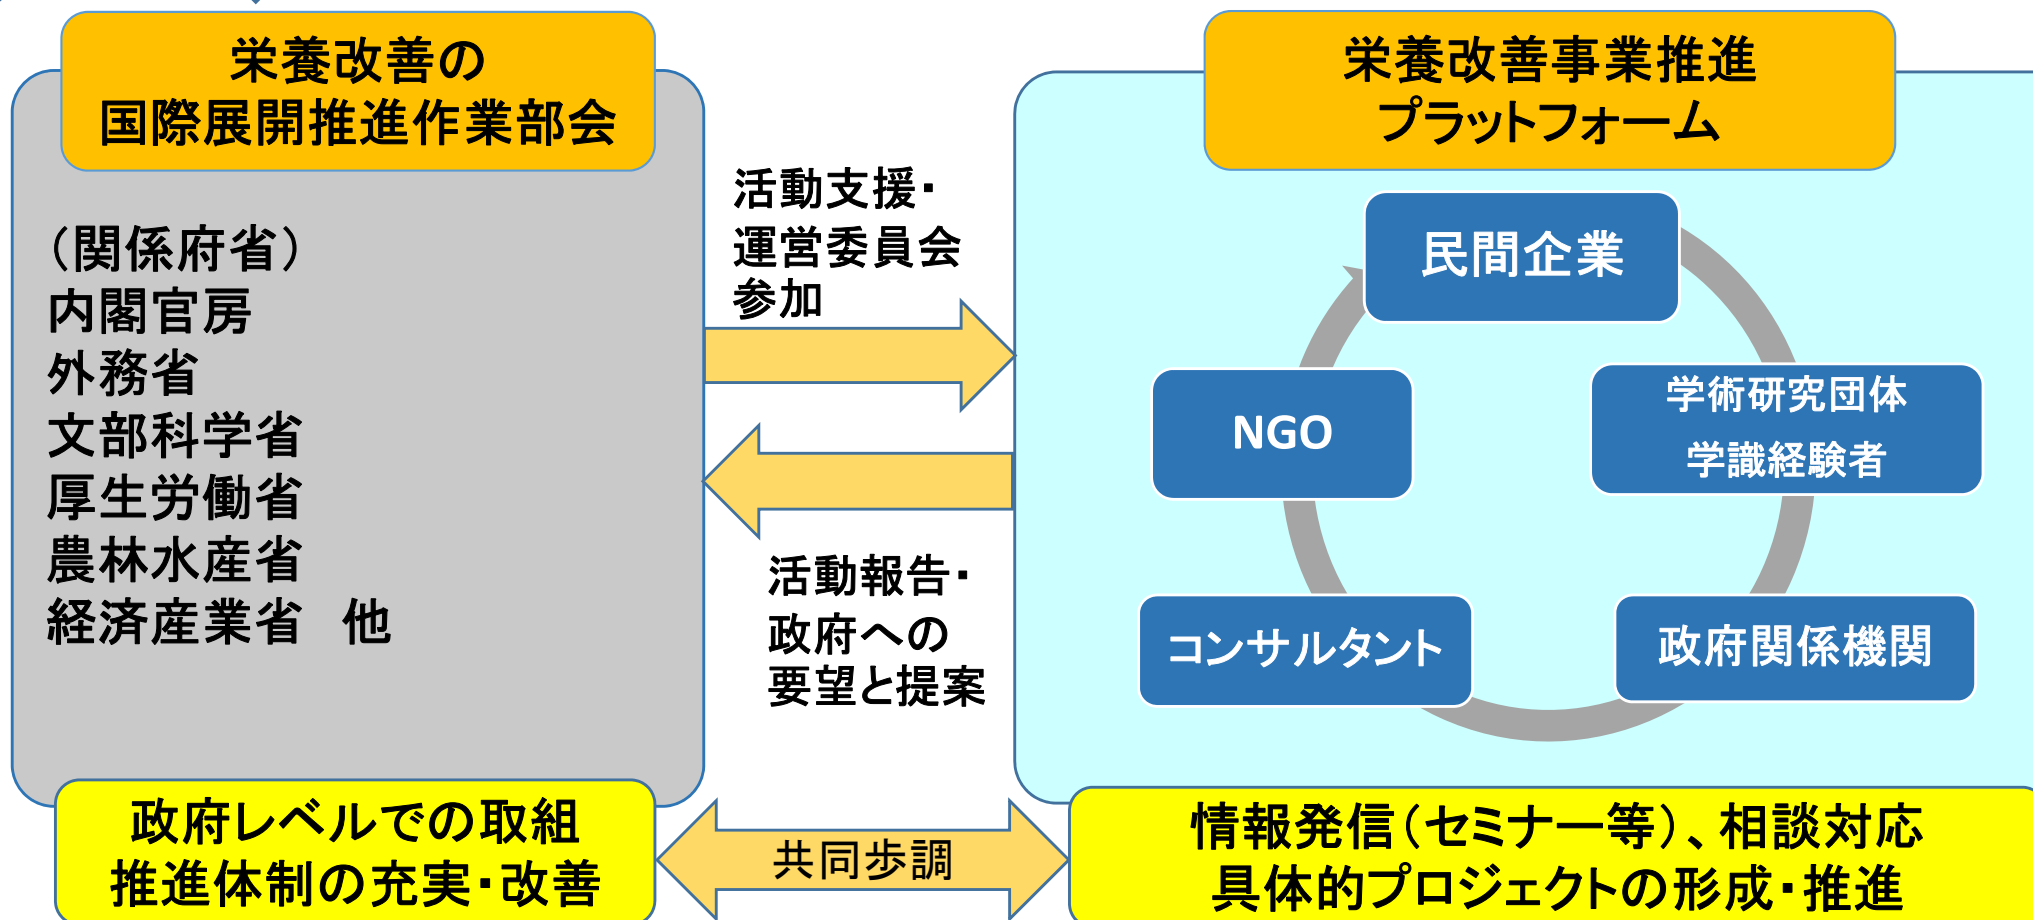 栄養改善の
国際展開推進作業部会
（関係府省）
内閣官房
外務省
文部科学省
厚生労働省
農林水産省
経済産業省　他
政府レベルでの取組
推進体制の充実・改善
活動支援・
運営委員会
参加
活動報告・
政府への
要望と提案
共同歩調
栄養改善事業推進
プラットフォーム
民間企業
学術研究団体
学識経験者
政府関係機関
コンサルタント
NGO
情報発信（セミナー等）、相談対応
具体的プロジェクトの形成・推進